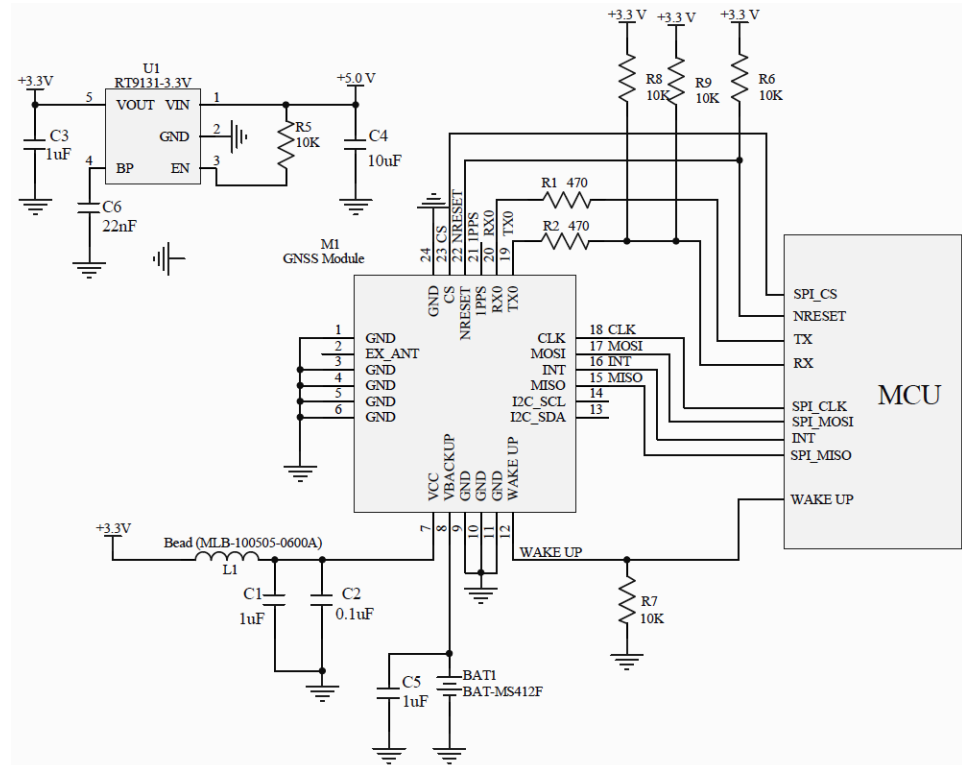 +3.3 V
+3.3 V
+3.3 V
U1
RT9131-3.3V
+3.3V
+5.0 V
5 VOUT VIN 1
GND 2
4 BP EN 3
C3
1uF
R5
10K
C4
10uF
C6
22nF
R8
10K
R9
10K
R6
10K
R1 470
R2 470
M1
GNSS Module
24
23 CS
22 NRESET
21 1PPS
20 RX0
19 TX0
GND
CS
NRESET
1PPS
RX0
TX0
1 GND
2 EX_ANT
3 GND
4 GND
5 GND
6 GND
CLK 18 CLK
MOSI 17 MOSI
INT 16 INT
MISO 15 MISO
I2C_SCL 14
I2C_SDA 13
VCC
VBACKUP
GND
GND
GND
WAKE UP
7
8
9
10
11
12
MCU
SPI_CS
NRESET
TX
RX
SPI_CLK
SPI_MOSI
INT
SPI_MISO
WAKE UP
+3.3V
Bead (MLB-100505-0600A)
L1
C1
1uF
C2
0.1uF
WAKE UP
R7
10K
C5
1uF
BAT1
BAT-MS412F